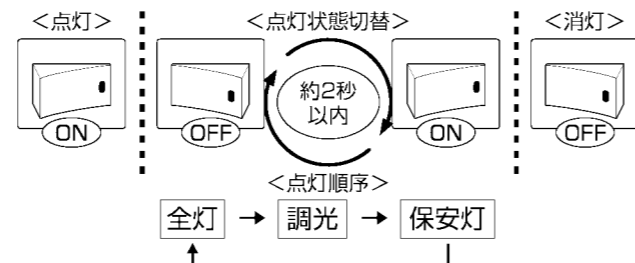 <点灯>
<点灯状態切替>
<消灯>
約2秒
以内
ON
OFF
ON
OFF
<点灯順序>
全灯 → 調光 → 保安灯